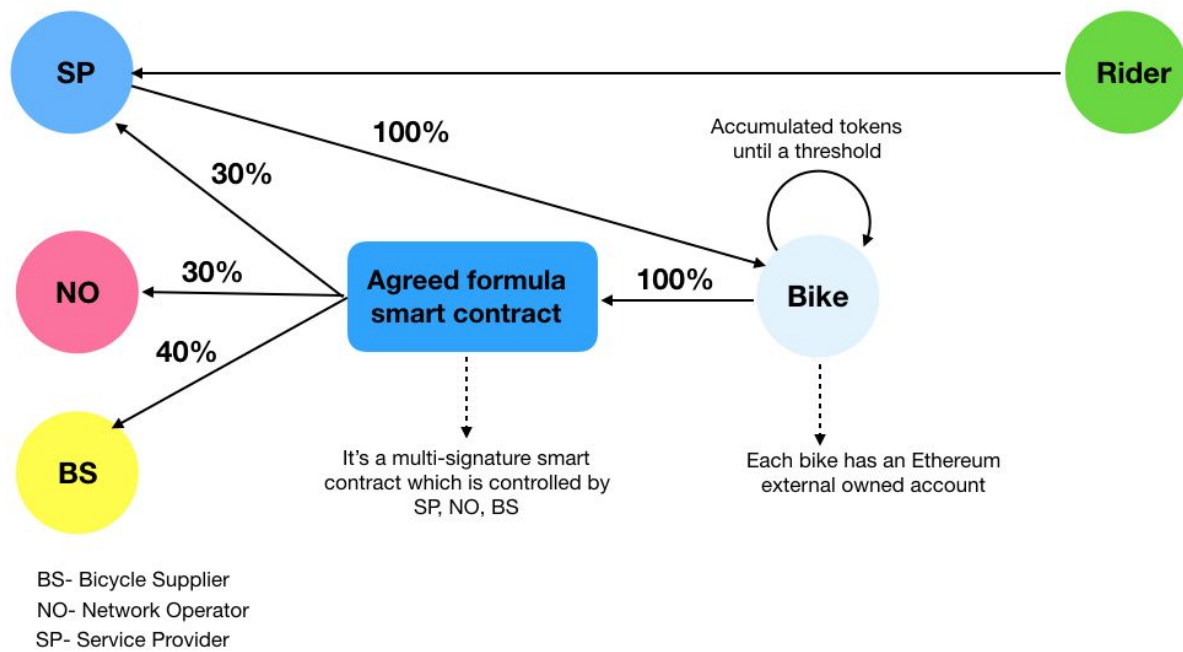 SP
Rider
100%
Accumulated tokens
until a threshold
30%
NO
30%
Agreed formula
smart contract
100%
Bike
40%
BS
It's a multi-signature smart
contract which is controlled by
SP, NO, BS
Each bike has an Ethereum
external owned account
BS- Bicycle Supplier
NO- Network Operator
SP- Service Provider